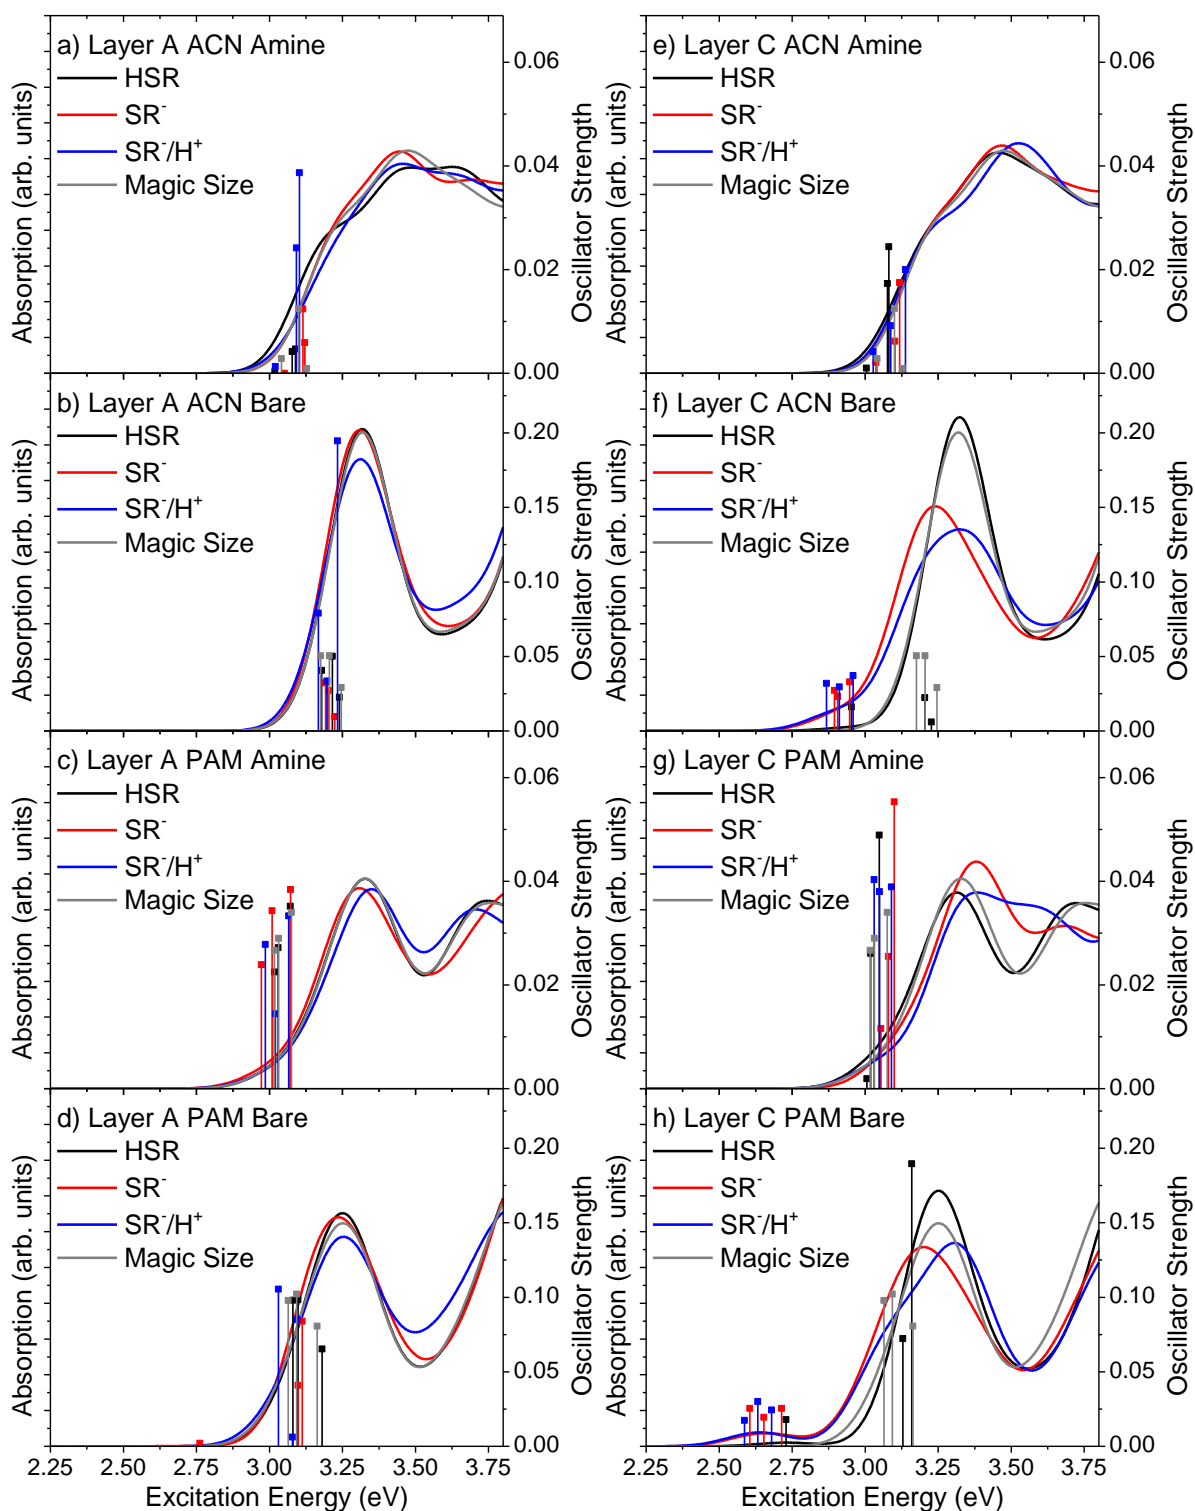 a) Layer A ACN Amine
HSR
SR⁻
SR⁻/H⁺
Magic Size
Absorption (arb. units)
0.06
0.04
0.02
0.00
Oscillator Strength
b) Layer A ACN Bare
HSR
SR⁻
SR⁻/H⁺
Magic Size
Absorption (arb. units)
0.20
0.15
0.10
0.05
0.00
Oscillator Strength
c) Layer A PAM Amine
HSR
SR⁻
SR⁻/H⁺
Magic Size
Absorption (arb. units)
0.06
0.04
0.02
0.00
Oscillator Strength
d) Layer A PAM Bare
HSR
SR⁻
SR⁻/H⁺
Magic Size
Absorption (arb. units)
0.20
0.15
0.10
0.05
0.00
Oscillator Strength
2.25 2.50 2.75 3.00 3.25 3.50 3.75
Excitation Energy (eV)
e) Layer C ACN Amine
HSR
SR⁻
SR⁻/H⁺
Magic Size
Absorption (arb. units)
0.06
0.04
0.02
0.00
Oscillator Strength
f) Layer C ACN Bare
HSR
SR⁻
SR⁻/H⁺
Magic Size
Absorption (arb. units)
0.20
0.15
0.10
0.05
0.00
Oscillator Strength
g) Layer C PAM Amine
HSR
SR⁻
SR⁻/H⁺
Magic Size
Absorption (arb. units)
0.06
0.04
0.02
0.00
Oscillator Strength
h) Layer C PAM Bare
HSR
SR⁻
SR⁻/H⁺
Magic Size
Absorption (arb. units)
0.20
0.15
0.10
0.05
0.00
Oscillator Strength
2.25 2.50 2.75 3.00 3.25 3.50 3.75
Excitation Energy (eV)